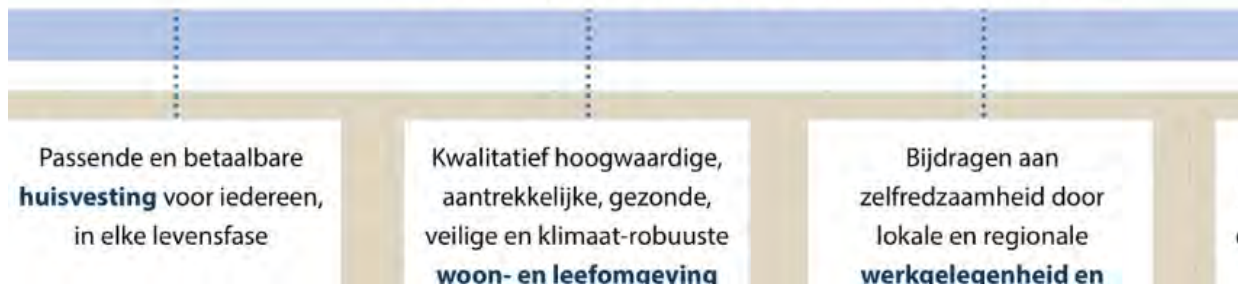 Passende en betaalbare
huisvesting voor iedereen,
in elke levensfase
Kwalitatief hoogwaardige,
aantrekkelijke, gezonde,
veilige en klimaat-robuuste
woon- en leefomgeving
Bijdragen aan
zelfredzaamheid door
lokale en regionale
werkgelegenheid en